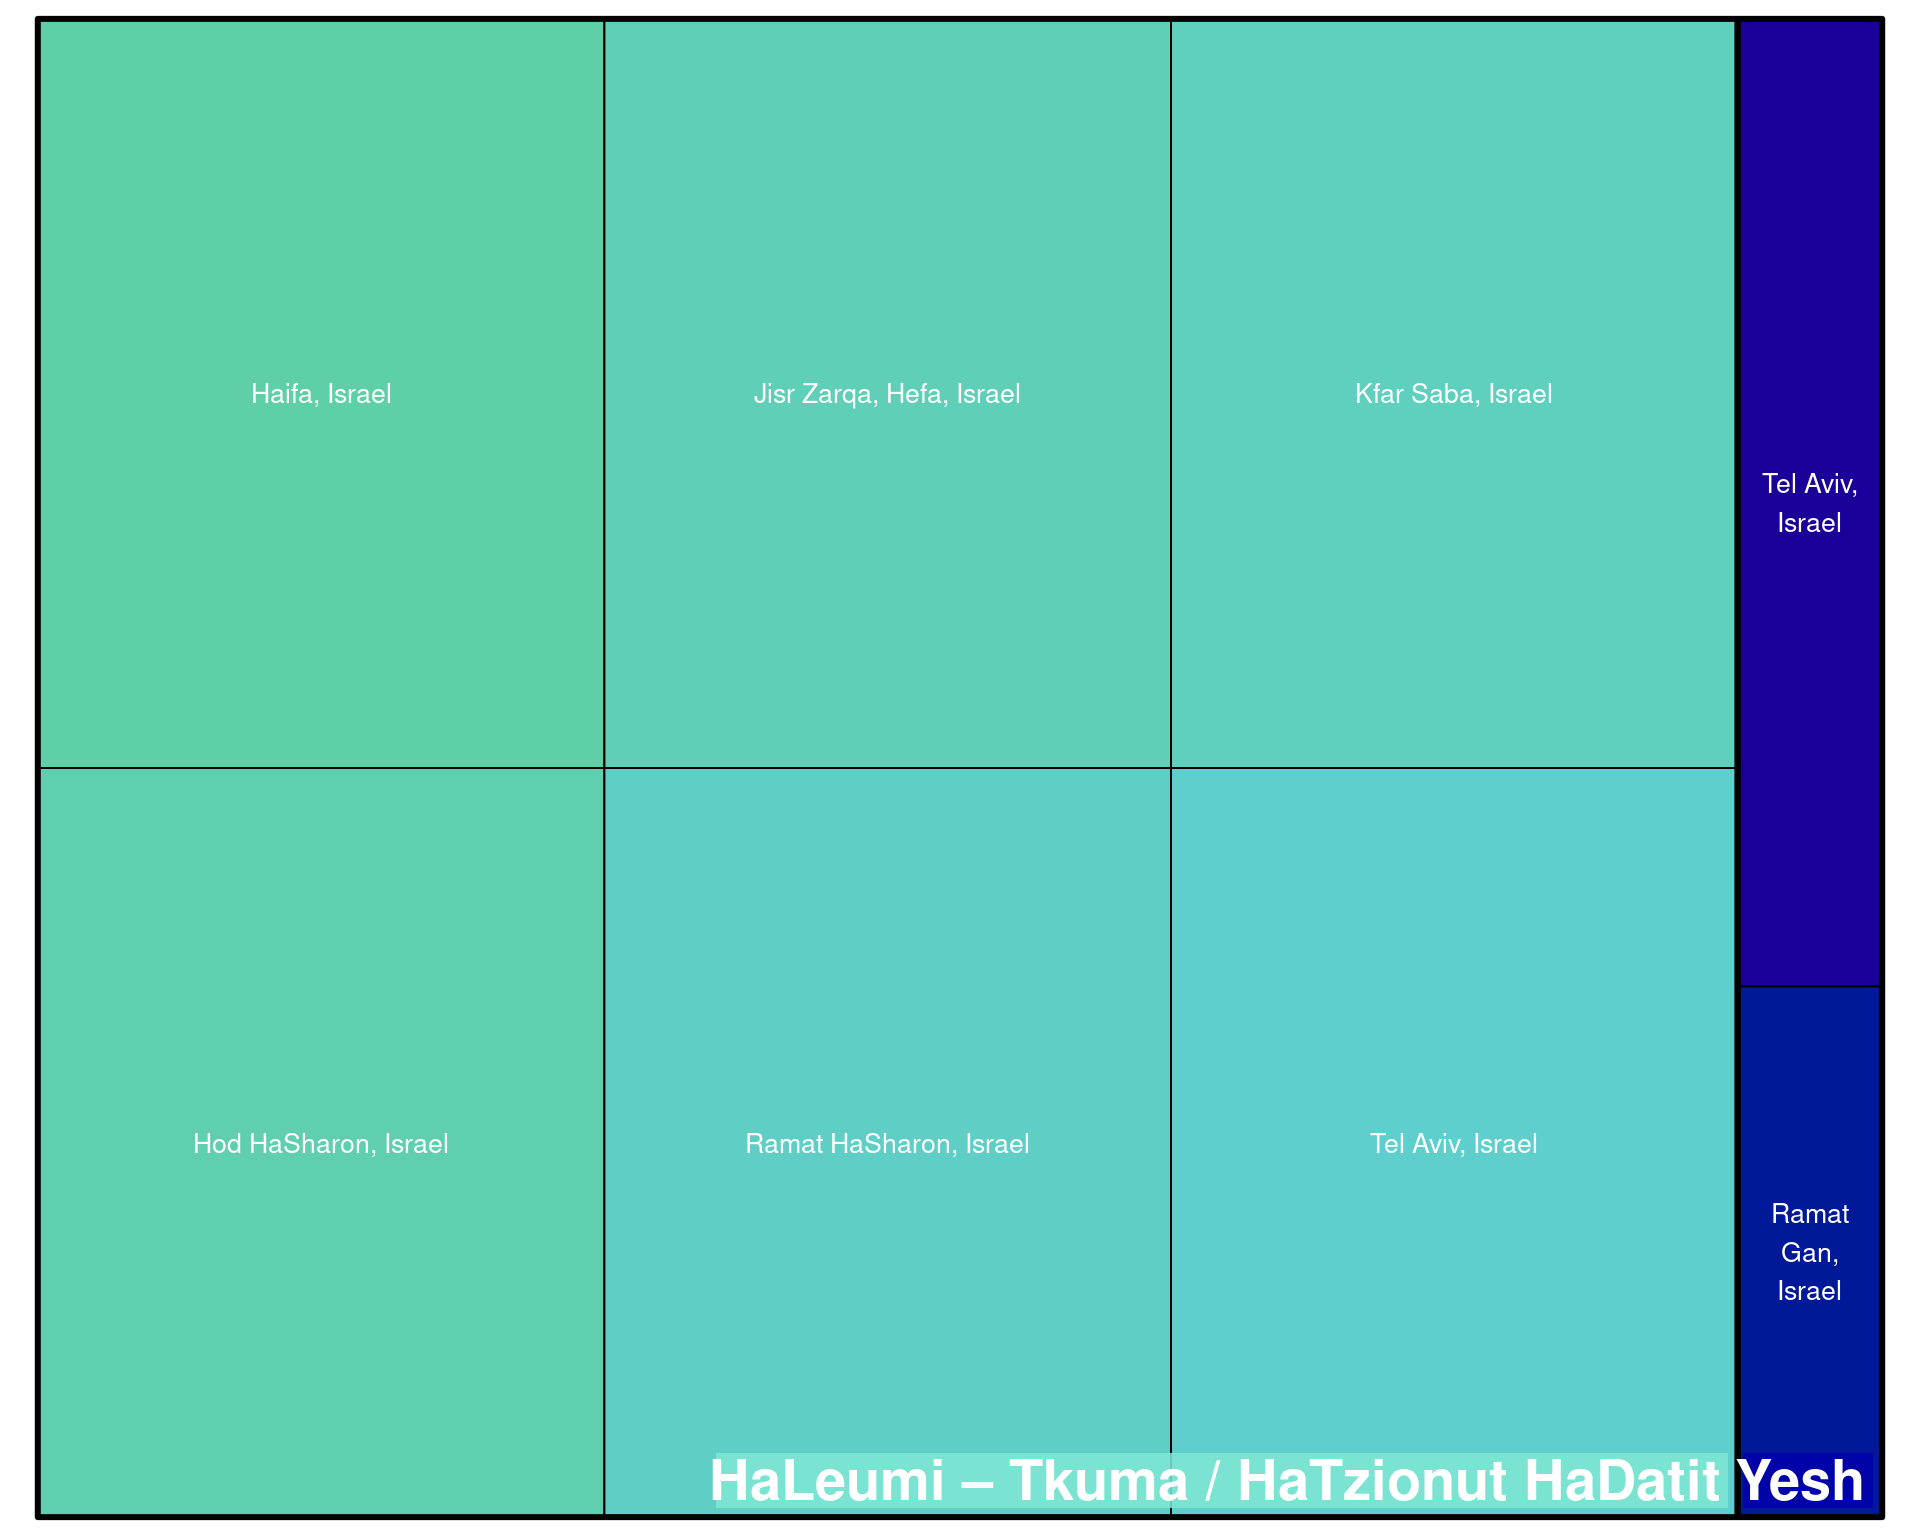 Haifa, Israel
Jisr Zarqa, Hefa, Israel
Kfar Saba, Israel
Tel Aviv,
Israel
Hod HaSharon, Israel
Ramat HaSharon, Israel
Tel Aviv, Israel
Ramat
Gan,
Israel
HaLeumi – Tkuma / HaTzionut HaDatit
Yesh